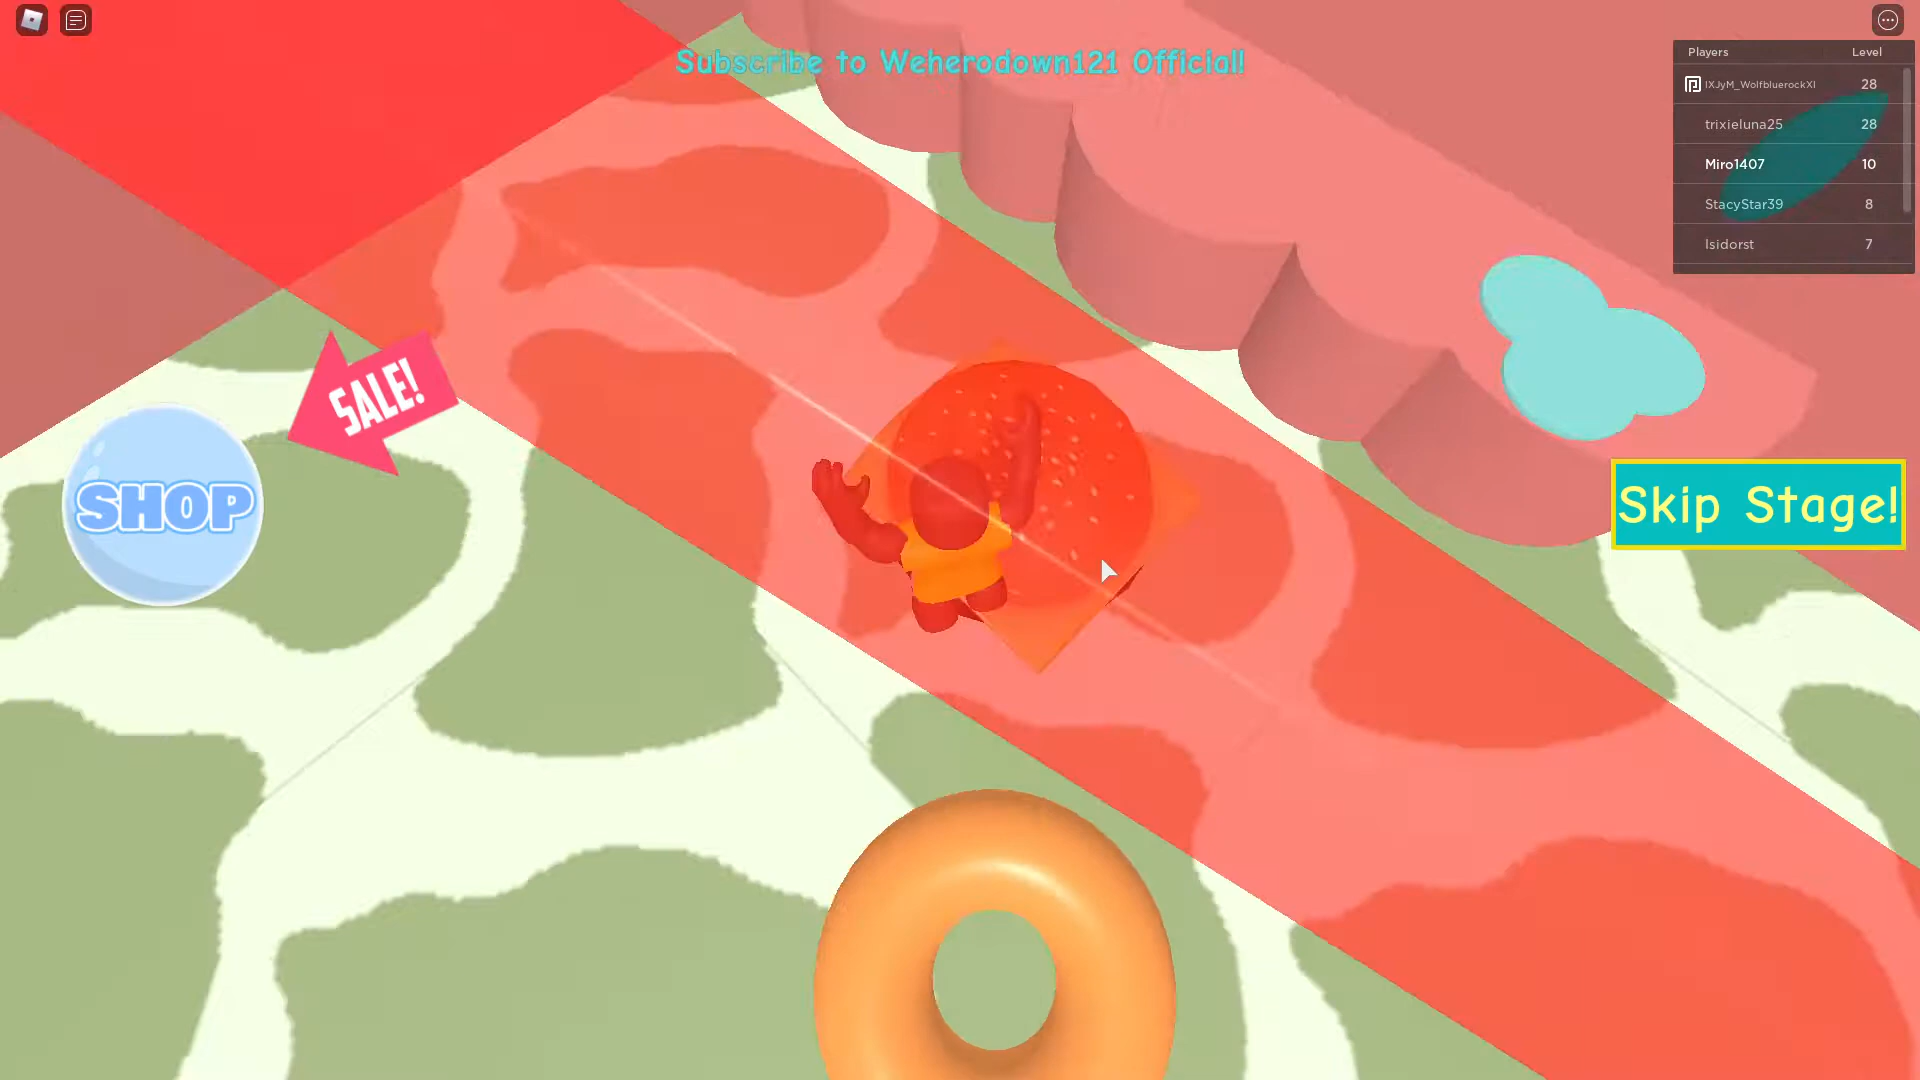 Subscribe to Weherodown121 Official!
Players Level
IXJyM_WolfbluerockXI 28
trixieluna25 28
Miro1407 10
StacyStar39 8
Isidorst 7
SALE!
SHOP
Skip Stage!